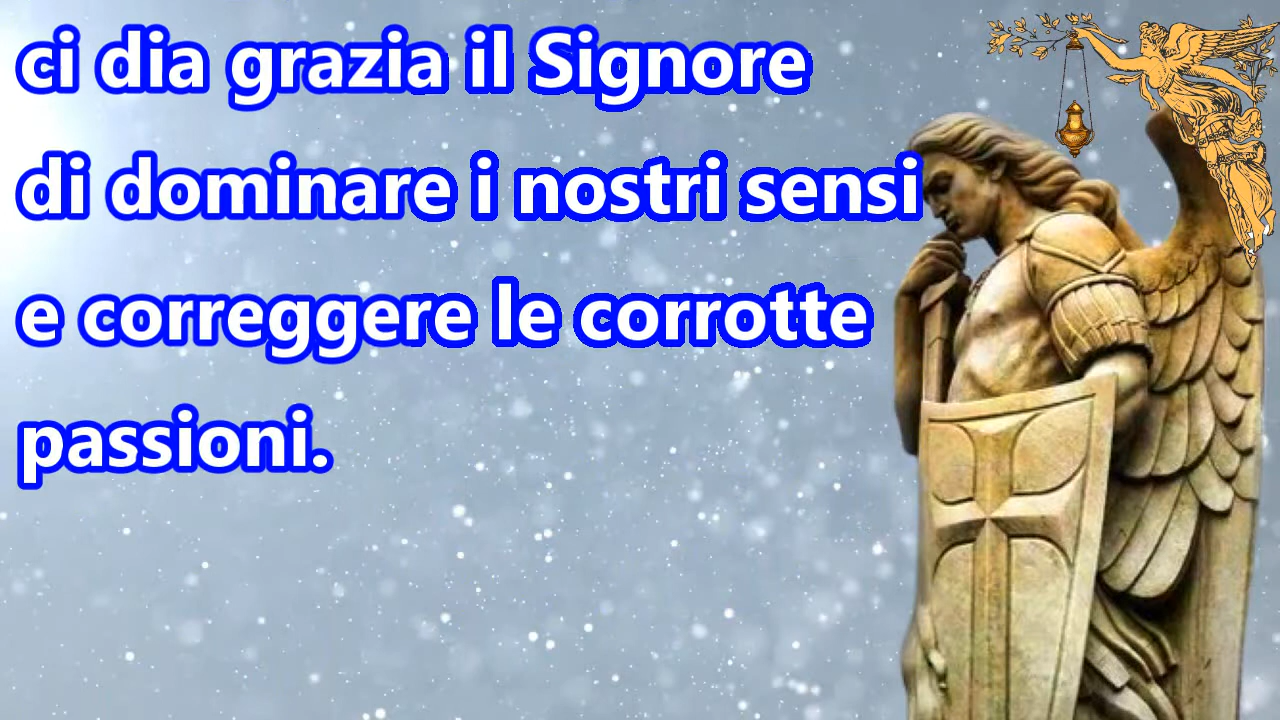 ci dia grazia il Signore
di dominare i nostri sensi
e correggere le corrotte
passioni.